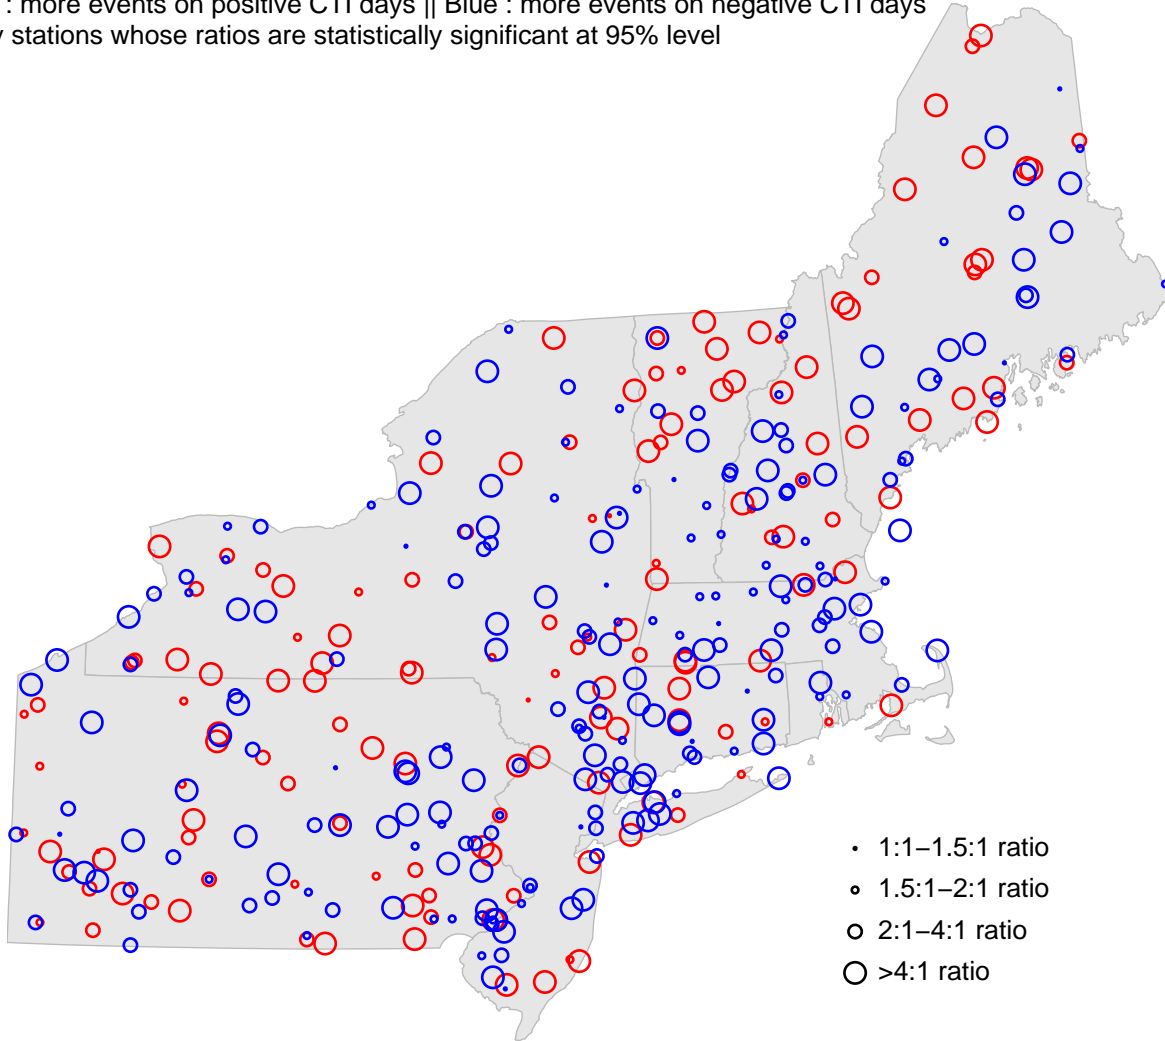 : more events on positive CTI days || Blue : more events on negative CTI days
stations whose ratios are statistically significant at 95% level
1:1−1.5:1 ratio
1.5:1−2:1 ratio
2:1−4:1 ratio
>4:1 ratio